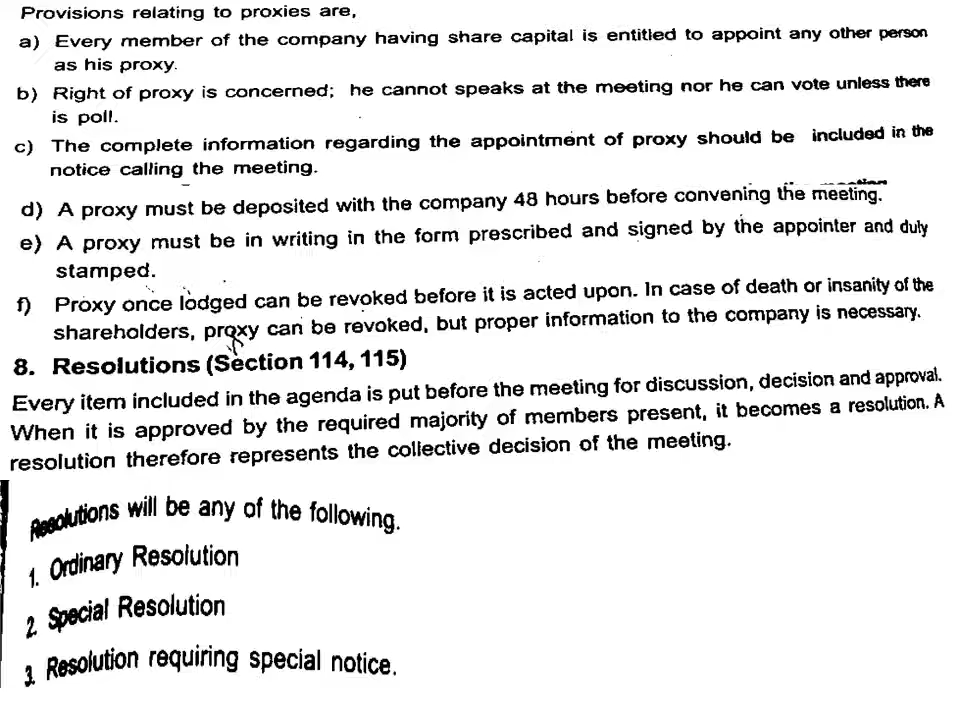 Provisions relating to proxies are,
a) Every member of the company having share capital is entitled to appoint any other person
as his proxy.
b) Right of proxy is concerned; he cannot speaks at the meeting nor he can vote unless there
is poll.
c) The complete information regarding the appointment of proxy should be included in the
notice calling the meeting.
d) A proxy must be deposited with the company 48 hours before convening the meeting.
e) A proxy must be in writing in the form prescribed and signed by the appointer and duly
stamped.
f) Proxy once lodged can be revoked before it is acted upon. In case of death or insanity of the
shareholders, proxy can be revoked, but proper information to the company is necessary.
8. Resolutions (Section 114, 115)
Every item included in the agenda is put before the meeting for discussion, decision and approval.
When it is approved by the required majority of members present, it becomes a resolution. A
resolution therefore represents the collective decision of the meeting.
Resolutions will be any of the following.
1. Ordinary Resolution
2. Special Resolution
3. Resolution requiring special notice.